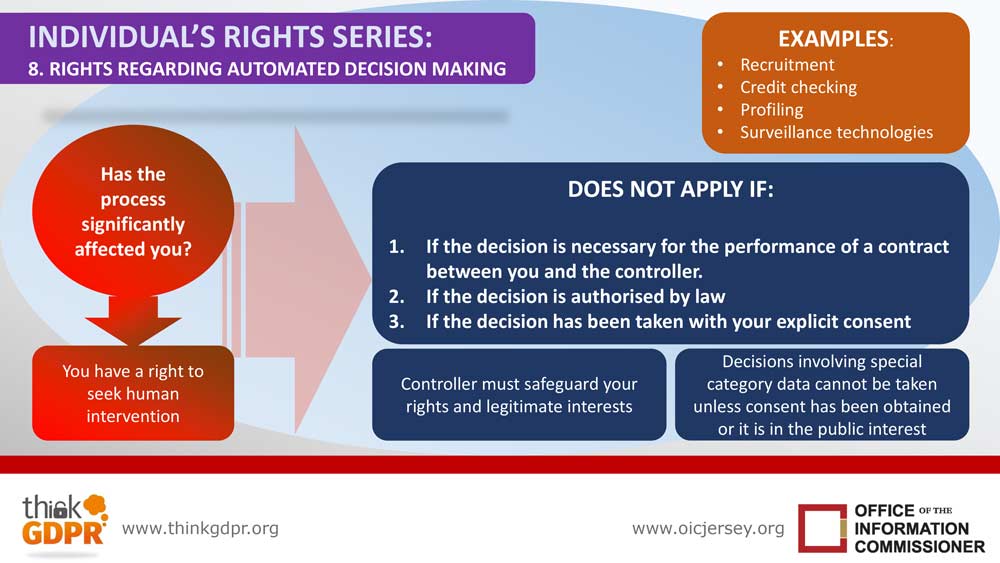 INDIVIDUAL'S RIGHTS SERIES:
8. RIGHTS REGARDING AUTOMATED DECISION MAKING
EXAMPLES:
• Recruitment
• Credit checking
• Profiling
• Surveillance technologies
Has the
process
significantly
affected you?
You have a right to
seek human
intervention
DOES NOT APPLY IF:
1. If the decision is necessary for the performance of a contract
between you and the controller.
2. If the decision is authorised by law
3. If the decision has been taken with your explicit consent
Controller must safeguard your
rights and legitimate interests
Decisions involving special
category data cannot be taken
unless consent has been obtained
or it is in the public interest
think
GDPR
www.thinkgdpr.org
www.oicjersey.org
OFFICE OF THE
INFORMATION
COMMISSIONER